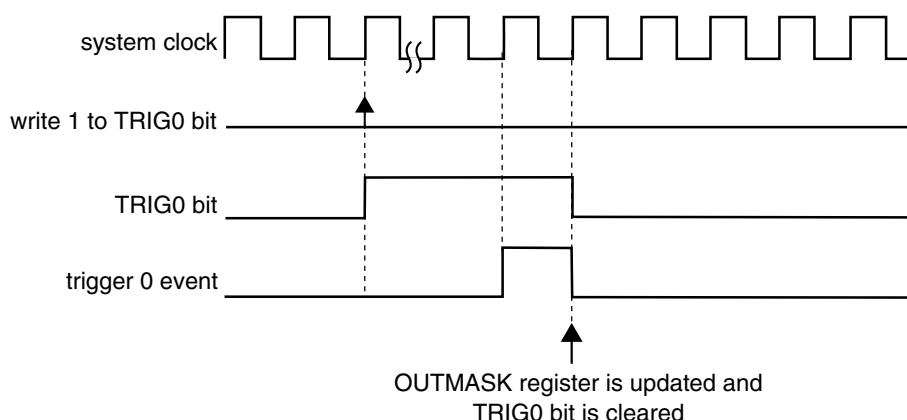 system clock
write 1 to TRIG0 bit
TRIG0 bit
trigger 0 event
OUTMASK register is updated and
TRIG0 bit is cleared